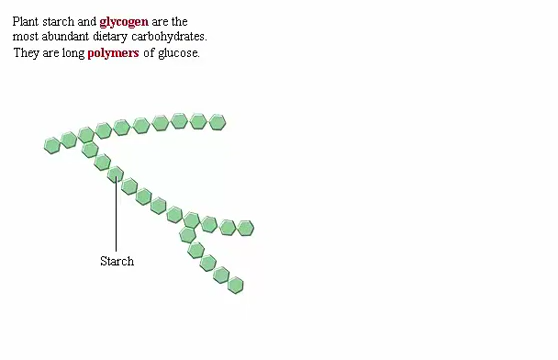 Plant starch and glycogen are the
most abundant dietary carbohydrates.
They are long polymers of glucose.
Starch